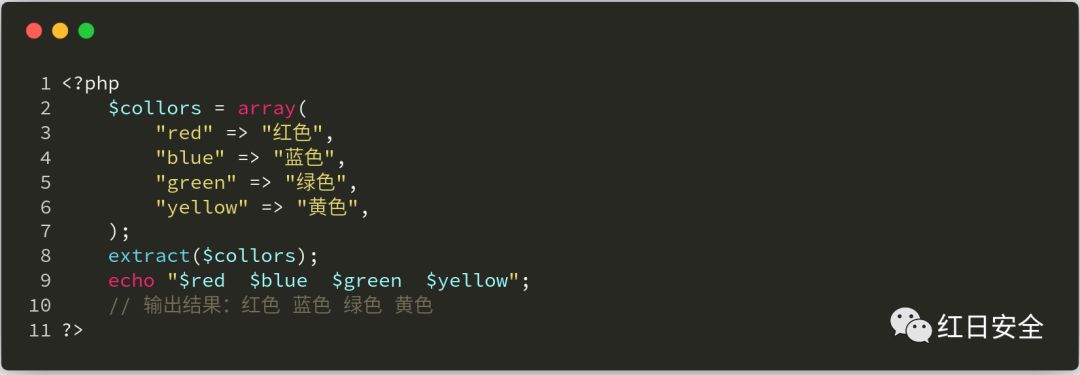 1 <?php
2     $collors = array(
3         "red" => "红色",
4         "blue" => "蓝色",
5         "green" => "绿色",
6         "yellow" => "黄色",
7     );
8     extract($collors);
9     echo "$red  $blue  $green  $yellow";
10     // 输出结果：红色 蓝色 绿色 黄色
11 ?>
红日安全